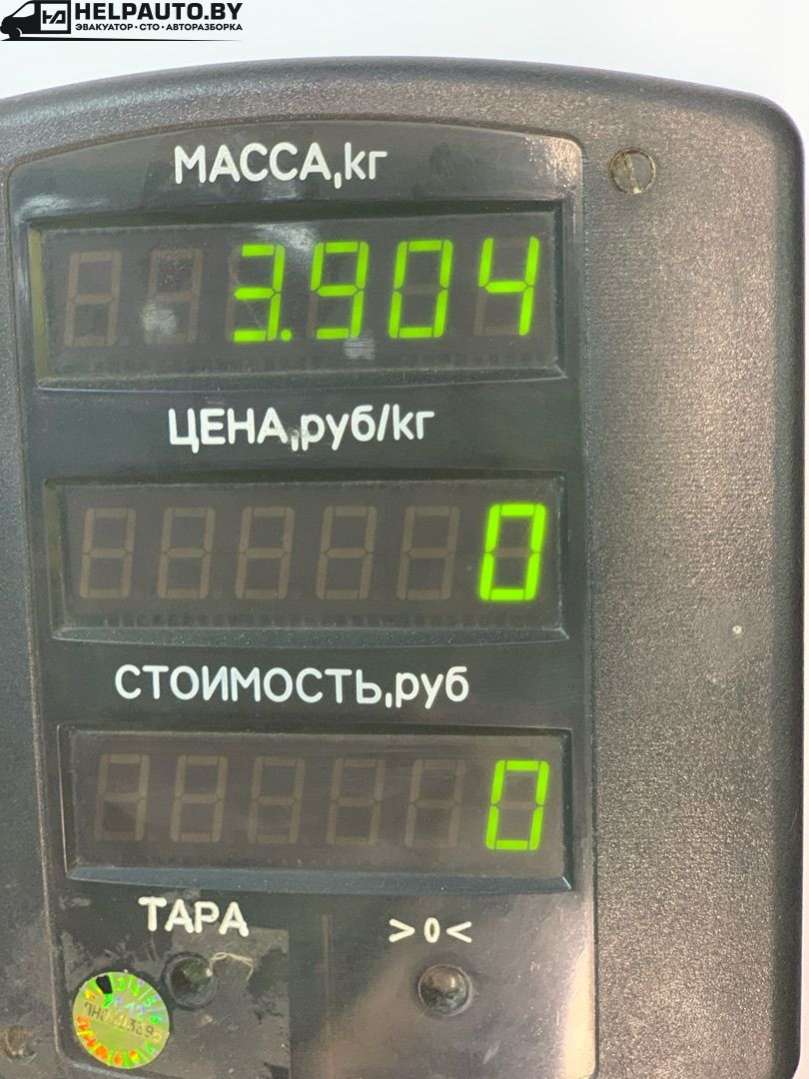 HELPAUTO.BY
ЭВАКУАТОР • СТО • АВТОРАЗБОРКА
МАССА,кг
3.904
ЦЕНА,руб/кг
0
СТОИМОСТЬ,руб
0
ТАРА >0<